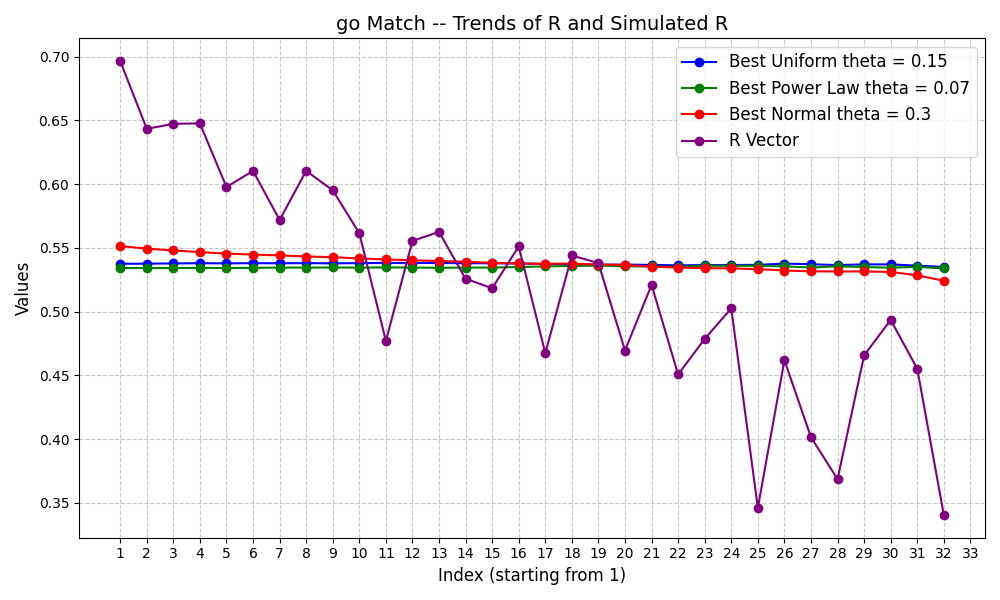 go Match -- Trends of R and Simulated R
Best Uniform theta = 0.15
Best Power Law theta = 0.07
Best Normal theta = 0.3
R Vector
Values
0.70
0.65
0.60
0.55
0.50
0.45
0.40
0.35
1 2 3 4 5 6 7 8 9 10 11 12 13 14 15 16 17 18 19 20 21 22 23 24 25 26 27 28 29 30 31 32 33
Index (starting from 1)